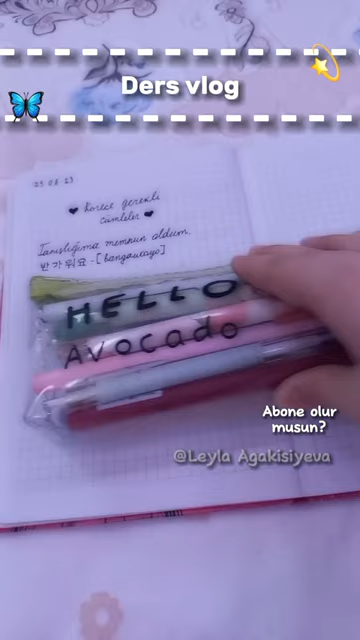 Ders vlog
23.08.23
Korece gerekli
cümleler
Tanıştığıma memnun oldum.
반가워요-[bangawoyo]
HELLO
AVOCADO
Abone olur
musun?
@Leyla Agakisiyeva